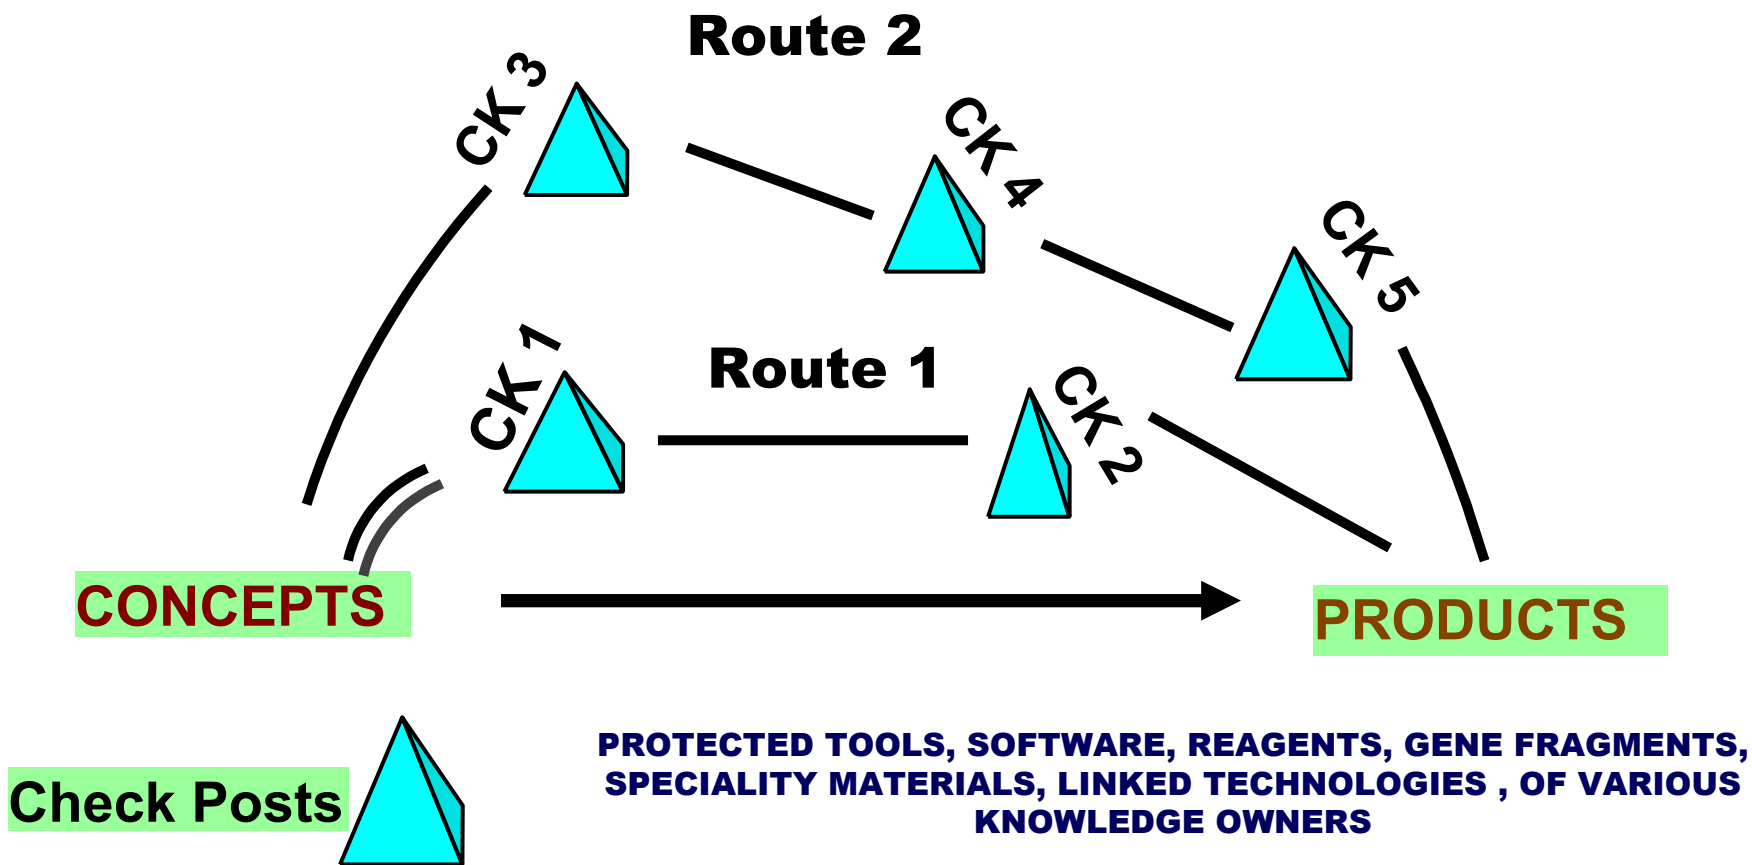 Route 2
CK 3
CK 4
CK 5
CK 1
Route 1
CK 2
CONCEPTS
PRODUCTS
Check Posts
PROTECTED TOOLS, SOFTWARE, REAGENTS, GENE FRAGMENTS,
SPECIALITY MATERIALS, LINKED TECHNOLOGIES , OF VARIOUS
KNOWLEDGE OWNERS